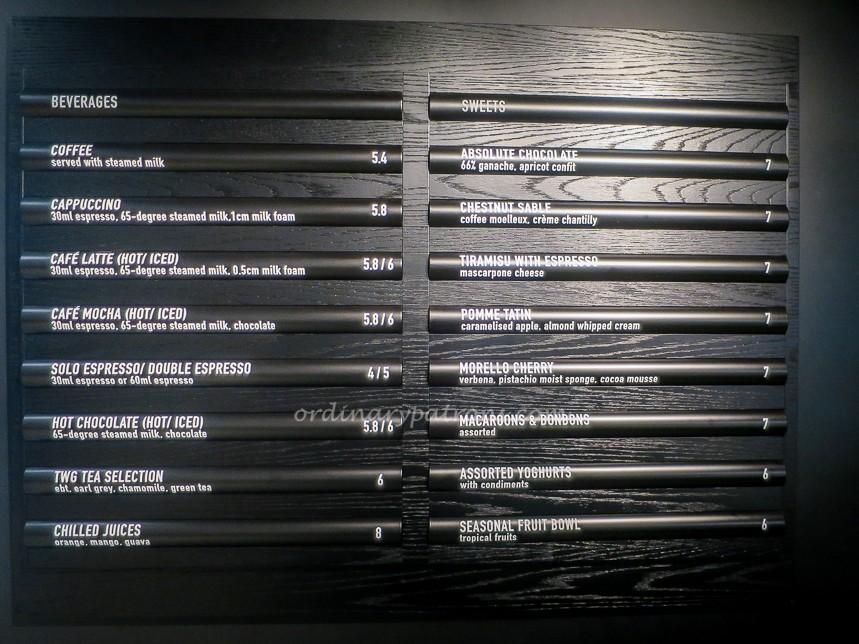 BEVERAGES
COFFEE
served with steamed milk
5.4
CAPPUCCINO
30ml espresso, 65-degree steamed milk,1cm milk foam
5.8
CAFÉ LATTE (HOT/ ICED)
30ml espresso, 65-degree steamed milk, 0.5cm milk foam
5.8 / 6
CAFÉ MOCHA (HOT/ ICED)
30ml espresso, 65-degree steamed milk, chocolate
5.8 / 6
SOLO ESPRESSO/ DOUBLE ESPRESSO
30ml espresso or 60ml espresso
4 / 5
HOT CHOCOLATE (HOT/ ICED)
65-degree steamed milk, chocolate
5.8 / 6
TWG TEA SELECTION
ebt, earl grey, chamomile, green tea
6
CHILLED JUICES
orange, mango, guava
8
SWEETS
ABSOLUTE CHOCOLATE
66% ganache, apricot confit
7
CHESTNUT SABLE
coffee moelleux, crème chantilly
7
TIRAMISU WITH ESPRESSO
mascarpone cheese
7
POMME TATIN
caramelised apple, almond whipped cream
7
MORELLO CHERRY
verbena, pistachio moist sponge, cocoa mousse
7
MACAROONS & BONBONS
assorted
7
ASSORTED YOGHURTS
with condiments
6
SEASONAL FRUIT BOWL
tropical fruits
6
ordinarypatrons.com